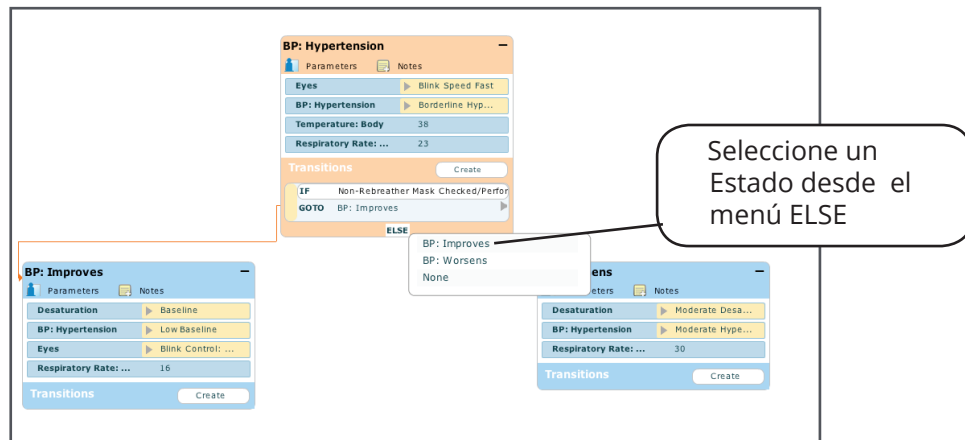 BP: Hypertension
Parameters Notes
Eyes Blink Speed Fast
BP: Hypertension Borderline Hyp...
Temperature: Body 38
Respiratory Rate: ... 23
Transitions Create
IF Non-Rebreather Mask Checked/Perfor
GOTO BP: Improves
ELSE
BP: Improves
BP: Worsens
None
Seleccione un
Estado desde el
menú ELSE
BP: Improves
Parameters Notes
Desaturation Baseline
BP: Hypertension Low Baseline
Eyes Blink Control: ...
Respiratory Rate: ... 16
Transitions Create
ens
eters Notes
Desaturation Moderate Desa...
BP: Hypertension Moderate Hype...
Respiratory Rate: ... 30
Transitions Create